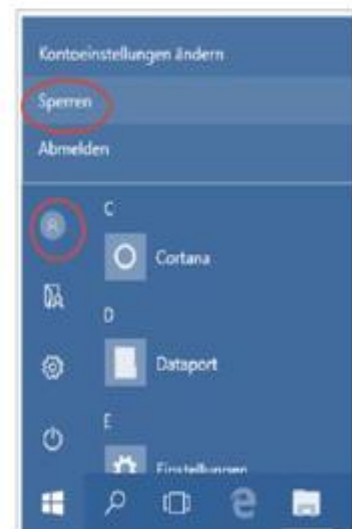 Kontoeinstellungen ändern
Sperren
Abmelden
C
Cortana
D
Dataport
E
Einstellungen